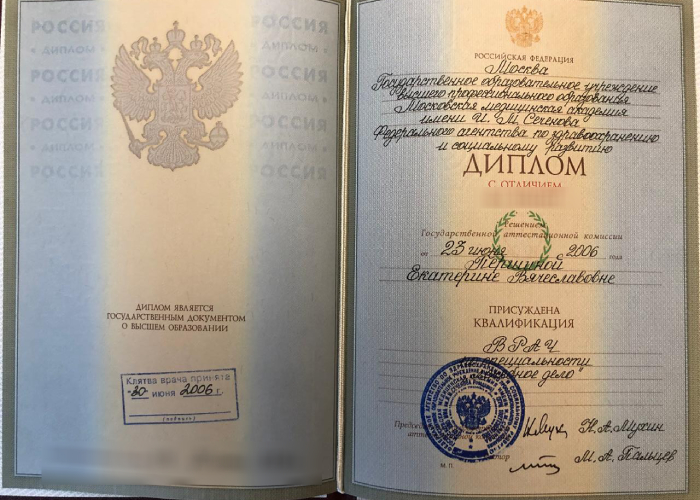 РОССИЯ
ДИПЛОМ
РОССИЯ
ДИПЛОМ
РОССИЯ
РОССИЯ
ДИПЛОМ ЯВЛЯЕТСЯ
ГОСУДАРСТВЕННЫМ ДОКУМЕНТОМ
О ВЫСШЕМ ОБРАЗОВАНИИ
Клятва врача принята
"30" июня 2006 г.
(подпись)
РОССИЙСКАЯ ФЕДЕРАЦИЯ
Москва
Государственное образовательное учреждение
высшего профессионального образования
Московская медицинская академия
имени И. М. Сеченова
Федерального агентства по здравоохранению
и социальному развитию
ДИПЛОМ
С ОТЛИЧИЕМ
Решением
Государственной аттестационной комиссии
от 23 июня 2006 года
Екатерине Вячеславовне
ПРИСУЖДЕНА
КВАЛИФИКАЦИЯ
ВРАЧ
по специальности
дело"
Н.А.Мухин
М.А.Пальцев
М.П.